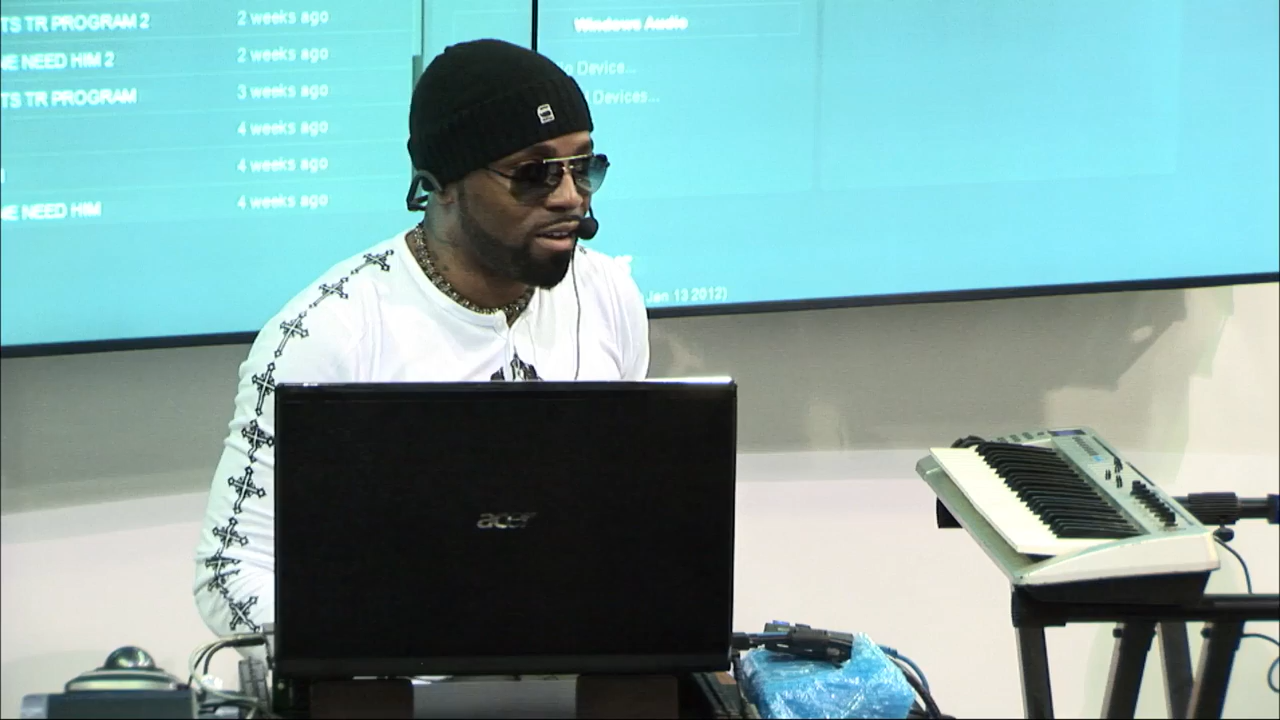 TS TR PROGRAM 2 2 weeks ago
NE NEED HIM 2 2 weeks ago
TS TR PROGRAM 3 weeks ago
4 weeks ago
4 weeks ago
NE NEED HIM 4 weeks ago
Windows Audio
Device...
Devices...
Jan 13 2012)
acer